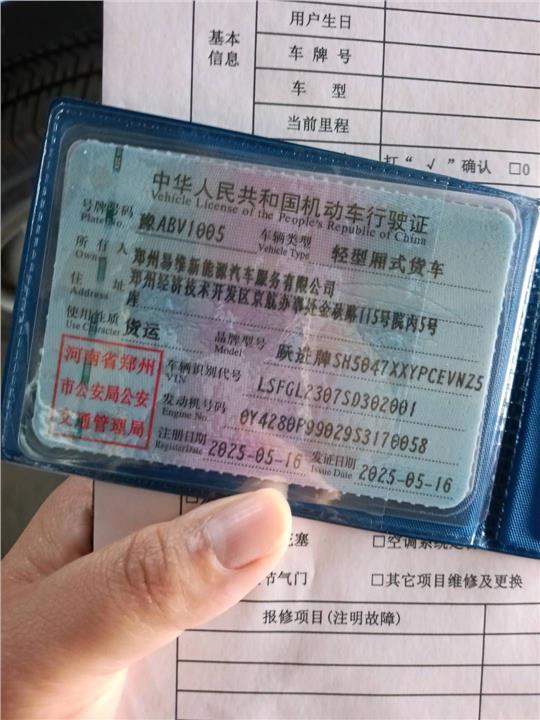 用户生日
基本
信息
车 牌 号
车 型
当前里程
打“ √ ”确认 □0
中华人民共和国机动车行驶证
Vehicle License of the People's Republic of China
号牌号码 豫ABV1005 车辆类型 轻型厢式货车
Plate No. Vehicle Type
所 有 人 郑州易维新能源汽车服务有限公司
Owner
住 址 郑州经济技术开发区京航办事处金碳路115号院内5号
Address 库
使用性质 货运 品牌型号 跃进牌SH5047XXYPCEVNZ5
Use Character Model
河南省郑州
市公安局公安
交通管理局
车辆识别代号 LSFGL2307SD302001
VIN
发动机号码 0Y4280F99029S3170058
Engine No.
注册日期 2025-05-16 发证日期 2025-05-16
Register Date Issue Date
□空调系统
节气门 □其它项目维修及更换
报修项目(注明故障)